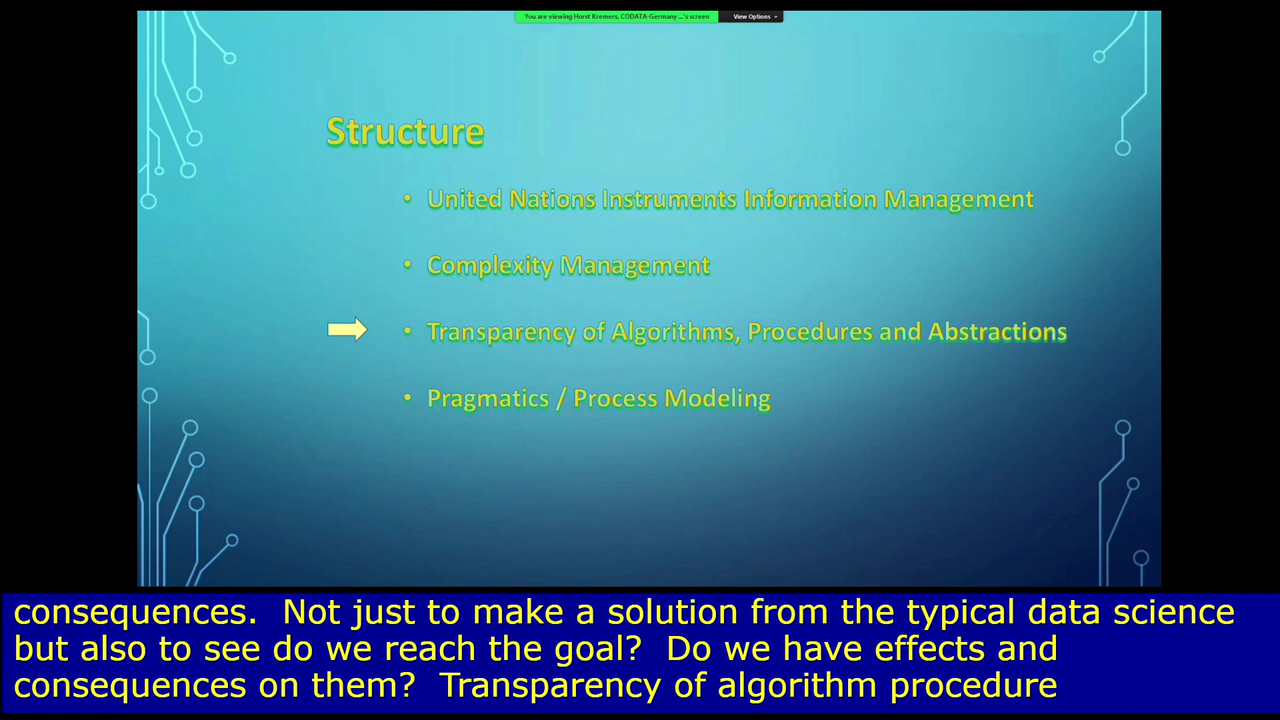 You are viewing Horst Kremers, CODATA-Germany ...'s screen
View Options
Structure
• United Nations Instruments Information Management
• Complexity Management
• Transparency of Algorithms, Procedures and Abstractions
• Pragmatics / Process Modeling
consequences.  Not just to make a solution from the typical data science
but also to see do we reach the goal?  Do we have effects and
consequences on them?  Transparency of algorithm procedure